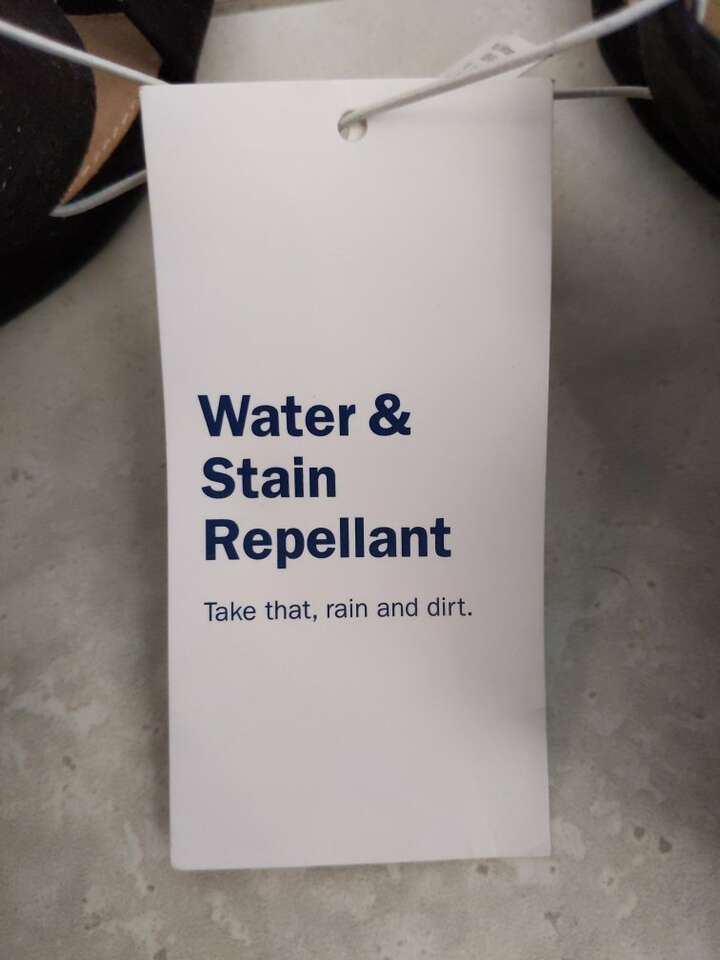 Water &
Stain
Repellant
Take that, rain and dirt.